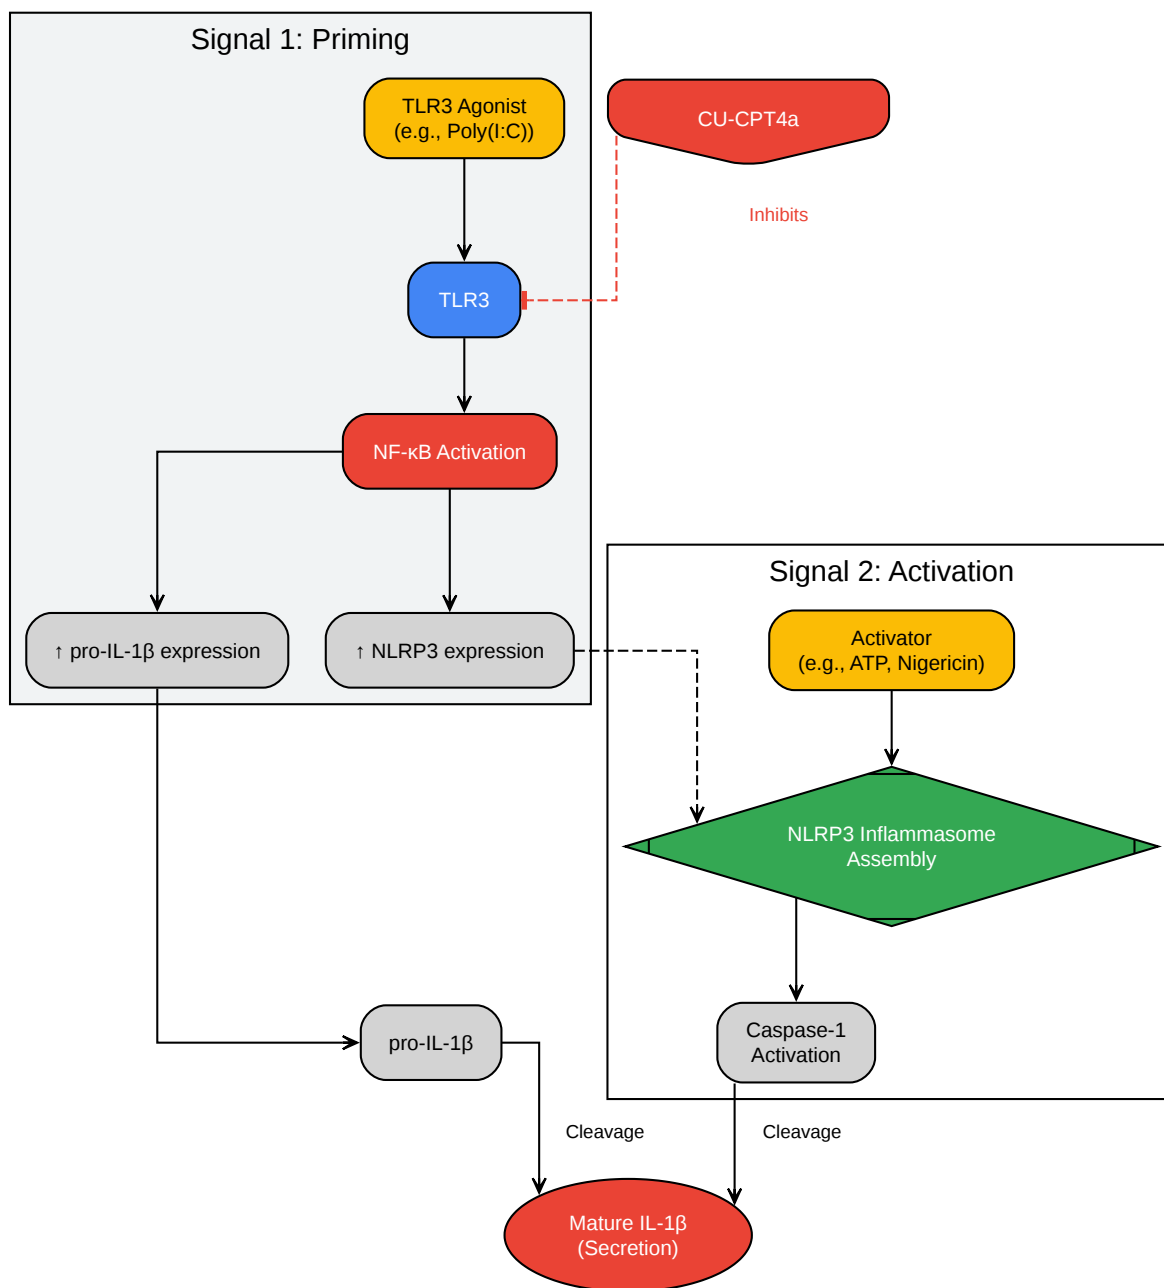 Signal 1: Priming
TLR3 Agonist
(e.g., Poly(I:C))
CU-CPT4a
Inhibits
TLR3
NF-κB Activation
↑ pro-IL-1β expression
↑ NLRP3 expression
Signal 2: Activation
Activator
(e.g., ATP, Nigericin)
NLRP3 Inflammasome
Assembly
pro-IL-1β
Caspase-1
Activation
Cleavage
Cleavage
Mature IL-1β
(Secretion)